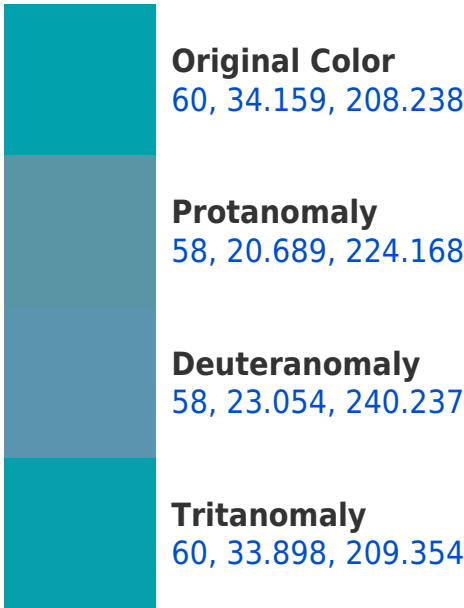 Original Color
60, 34.159, 208.238
Protanomaly
58, 20.689, 224.168
Deuteranomaly
58, 23.054, 240.237
Tritanomaly
60, 33.898, 209.354